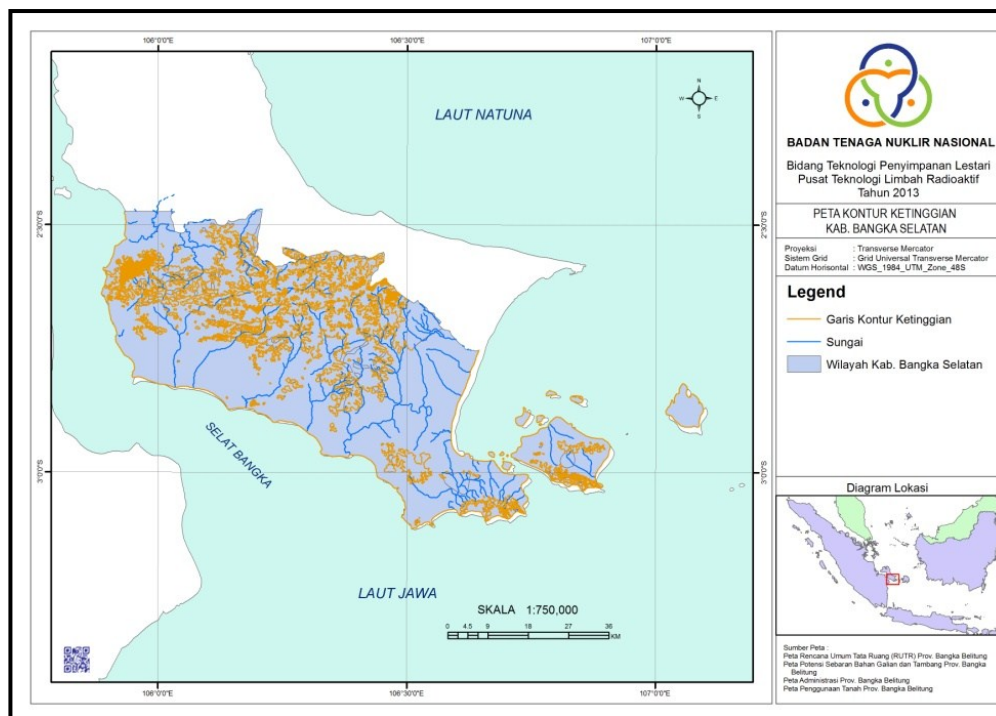 106°0'0"E 106°30'0"E 107°0'0"E
2°30'0"S 2°30'0"S
3°0'0"S 3°0'0"S
106°0'0"E 106°30'0"E 107°0'0"E
LAUT NATUNA
N
W E
S
SELAT BANGKA
LAUT JAWA
SKALA 1:750,000
0 4.5 9 18 27 36
KM
BADAN TENAGA NUKLIR NASIONAL
Bidang Teknologi Penyimpanan Lestari
Pusat Teknologi Limbah Radioaktif
Tahun 2013
PETA KONTUR KETINGGIAN
KAB. BANGKA SELATAN
Proyeksi : Transverse Mercator
Sistem Grid : Grid Universal Transverse Mercator
Datum Horisontal : WGS_1984_UTM_Zone_48S
Legend
Garis Kontur Ketinggian
Sungai
Wilayah Kab. Bangka Selatan
Diagram Lokasi
Sumber Peta :
Peta Rencana Umum Tata Ruang (RUTR) Prov. Bangka Belitung
Peta Potensi Sebaran Bahan Galian dan Tambang Prov. Bangka
Belitung
Peta Administrasi Prov. Bangka Belitung
Peta Penggunaan Tanah Prov. Bangka Belitung